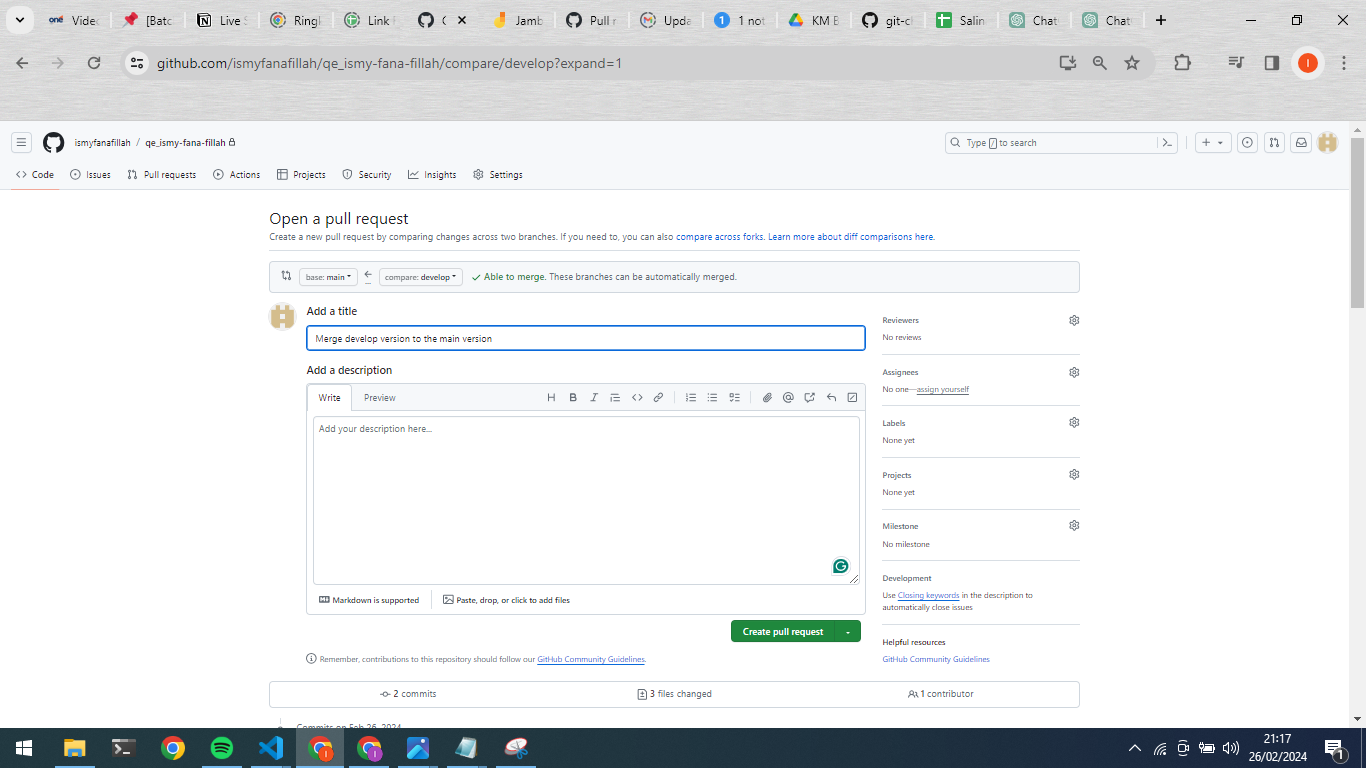 one Videc
[Batc
Live S
Ringk
Link F
C
Jamb
Pull r
Upda
1 1 not
KM B
git-cl
Salin
Chat
Chat
github.com/ismyfanafillah/qe_ismy-fana-fillah/compare/develop?expand=1
I
ismyfanafillah / qe_ismy-fana-fillah
Type / to search
Code Issues Pull requests Actions Projects Security Insights Settings
Open a pull request
Create a new pull request by comparing changes across two branches. If you need to, you can also compare across forks. Learn more about diff comparisons here.
base: main compare: develop Able to merge. These branches can be automatically merged.
Add a title
Merge develop version to the main version
Add a description
Write Preview
H B I
Add your description here...
Markdown is supported
Paste, drop, or click to add files
Create pull request
Remember, contributions to this repository should follow our GitHub Community Guidelines.
Reviewers
No reviews
Assignees
No one—assign yourself
Labels
None yet
Projects
None yet
Milestone
No milestone
Development
Use Closing keywords in the description to
automatically close issues
Helpful resources
GitHub Community Guidelines
2 commits 3 files changed 1 contributor
Commits on Feb 26, 2024
21:17
26/02/2024
1